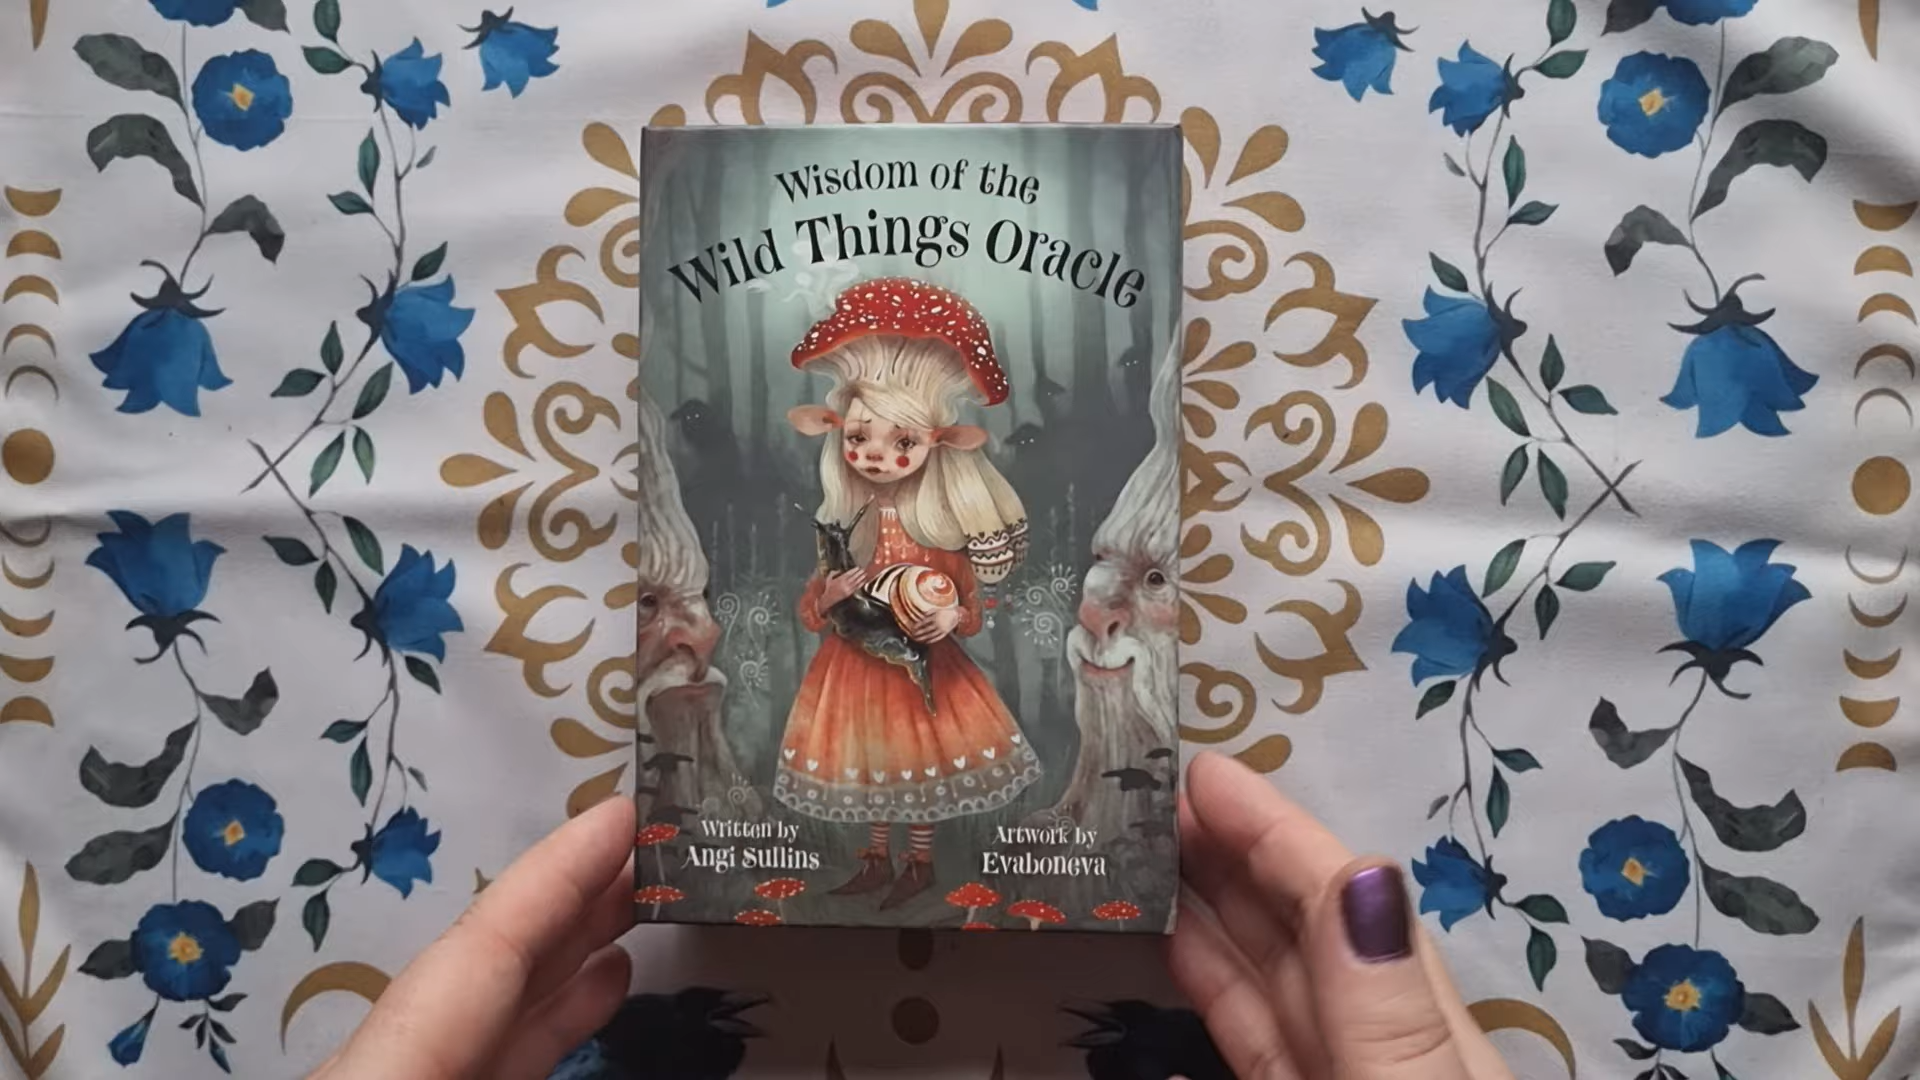 Wisdom of the
Wild Things Oracle
Written by
Angi Sullins
Artwork by
Evaboneva